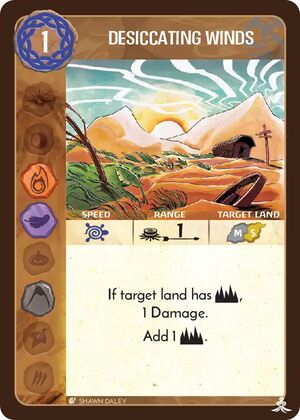 1
DESICCATING WINDS
SPEED RANGE TARGET LAND
1 M S
If target land has ,
1 Damage.
Add 1 .
SHAWN DALEY